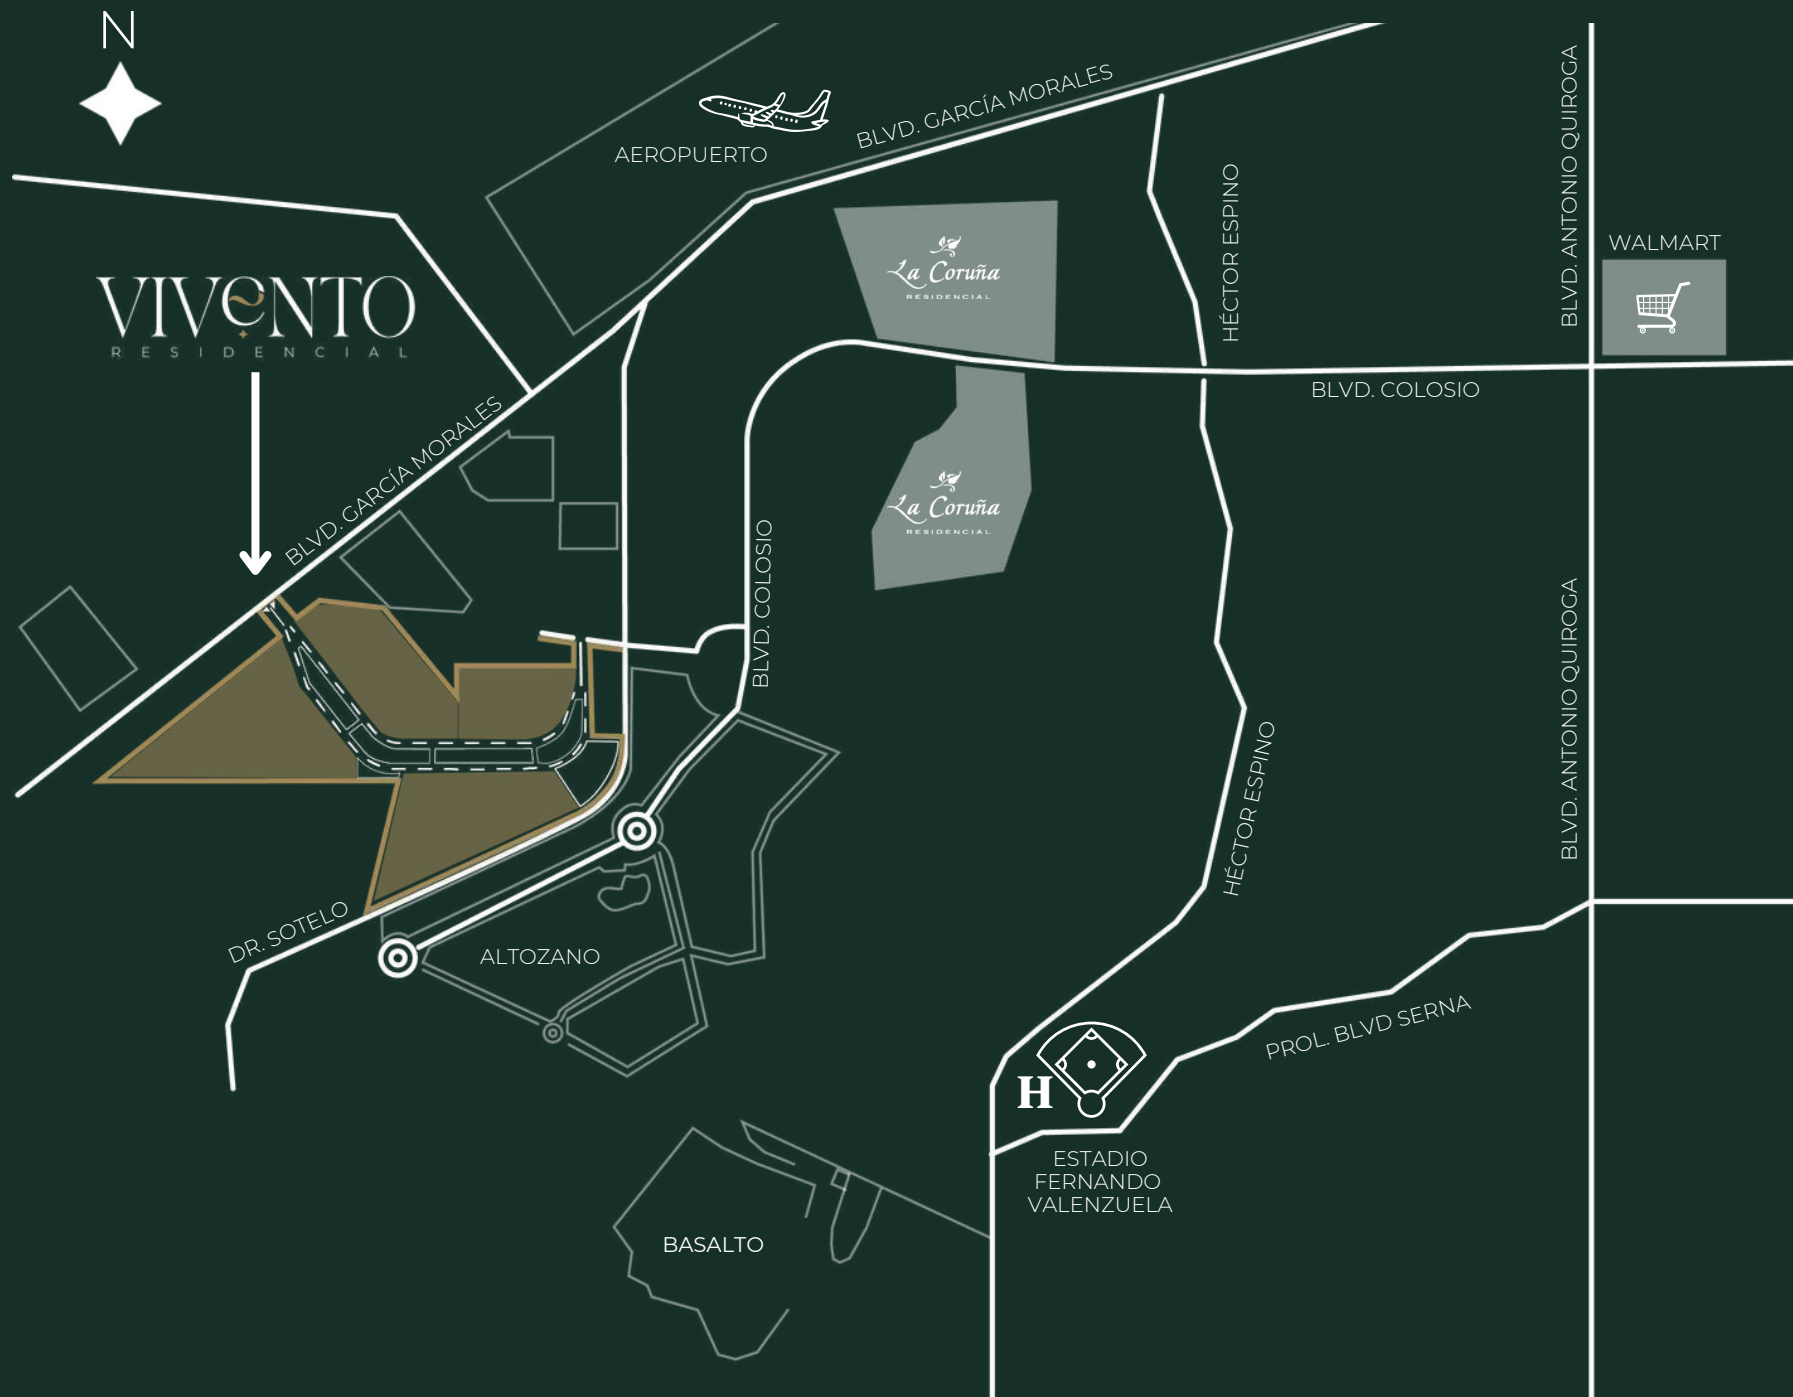 N
AEROPUERTO
BLVD. GARCÍA MORALES
HÉCTOR ESPINO
BLVD. ANTONIO QUIROGA
WALMART
La Coruña
RESIDENCIAL
VIVENTO
RESIDENCIAL
BLVD. COLOSIO
BLVD. GARCÍA MORALES
La Coruña
RESIDENCIAL
BLVD. COLOSIO
BLVD. ANTONIO QUIROGA
HÉCTOR ESPINO
DR. SOTELO
ALTOZANO
PROL. BLVD SERNA
H
ESTADIO
FERNANDO
VALENZUELA
BASALTO